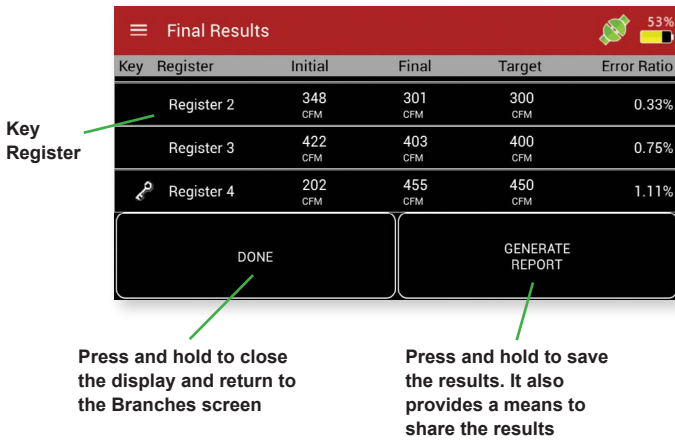 Final Results
53%
Key Register Initial Final Target Error Ratio
Register 2 348 301 300 0.33%
CFM CFM CFM
Register 3 422 403 400 0.75%
CFM CFM CFM
Register 4 202 455 450 1.11%
CFM CFM CFM
DONE
GENERATE
REPORT
Key
Register
Press and hold to close
the display and return to
the Branches screen
Press and hold to save
the results. It also
provides a means to
share the results